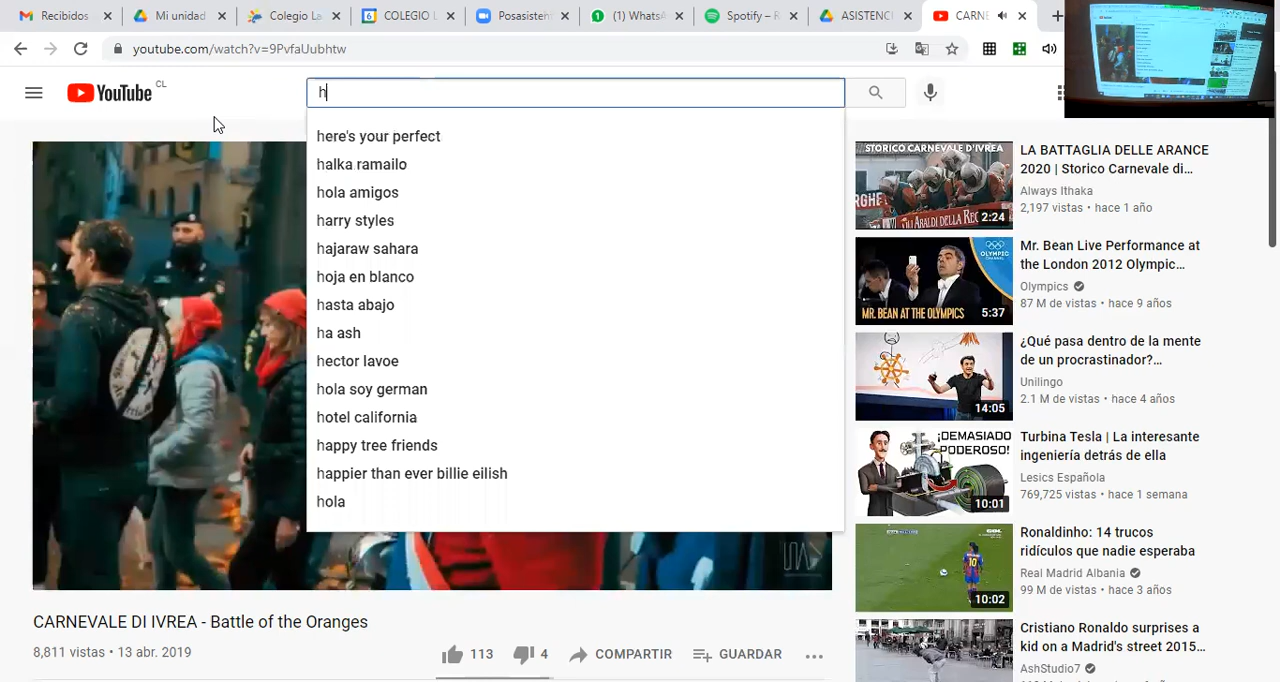 Recibidos
Mi unidad
Colegio La
COLEGIO L
Posasisten
(1) WhatsA
Spotify – R
ASISTENC
CARNE
youtube.com/watch?v=9PvfaUubhtw
YouTube CL
h
here's your perfect
halka ramailo
hola amigos
harry styles
haiaraw sahara
hoja en blanco
hasta abajo
ha ash
hector lavoe
hola soy german
hotel california
happy tree friends
happier than ever billie eilish
hola
STORICO CARNEVALE D'IVREA
ARALDI DELLA
2:24
LA BATTAGLIA DELLE ARANCE
2020 | Storico Carnevale di...
Always Ithaka
2,197 vistas • hace 1 año
OLYMPIC
CHANNEL
MR. BEAN AT THE OLYMPICS
5:37
Mr. Bean Live Performance at
the London 2012 Olympic...
Olympics
87 M de vistas • hace 9 años
14:05
¿Qué pasa dentro de la mente
de un procrastinador?...
Unilingo
2.1 M de vistas • hace 4 años
¡DEMASIADO
PODEROSO!
10:01
Turbina Tesla | La interesante
ingeniería detrás de ella
Lesics Española
769,725 vistas • hace 1 semana
10
10:02
Ronaldinho: 14 trucos
ridículos que nadie esperaba
Real Madrid Albania
99 M de vistas • hace 3 años
Cristiano Ronaldo surprises a
kid on a Madrid's street 2015...
AshStudio7
CARNEVALE DI IVREA - Battle of the Oranges
8,811 vistas • 13 abr. 2019
113
4
COMPARTIR
GUARDAR